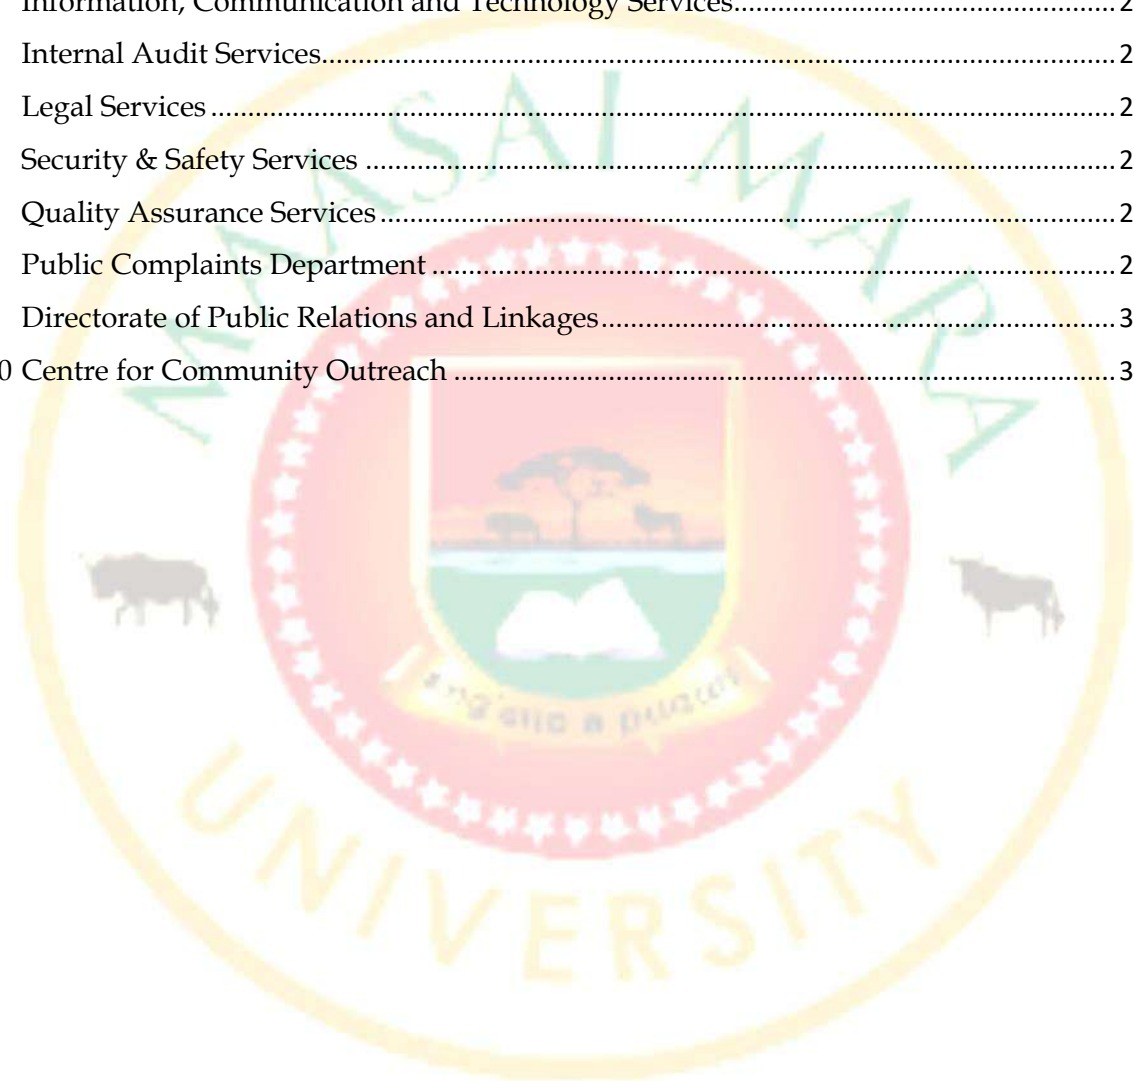 Information, Communication and Technology Services.......... 2
Internal Audit Services.......... 2
Legal Services .......... 2
Security & Safety Services .......... 2
Quality Assurance Services .......... 2
Public Complaints Department .......... 2
Directorate of Public Relations and Linkages.......... 3
0 Centre for Community Outreach .......... 3
MAASAI MARA
UNIVERSITY